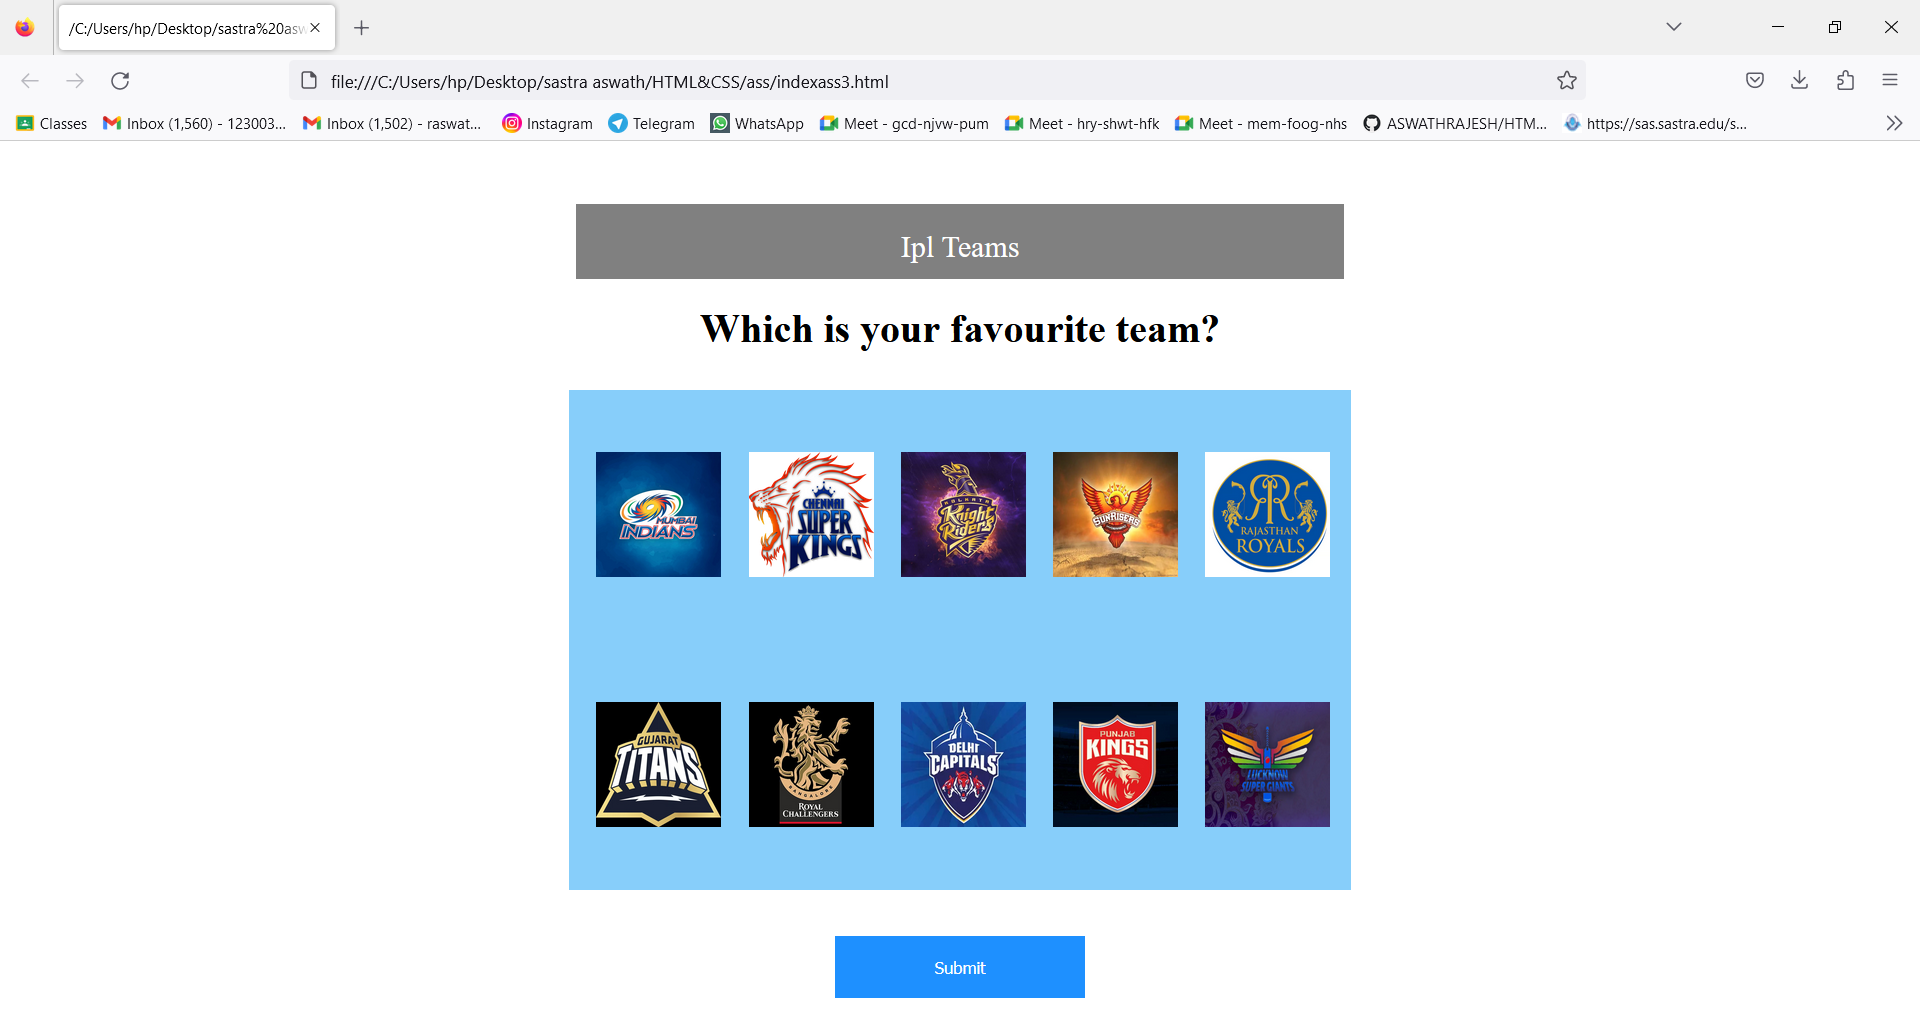 /C:/Users/hp/Desktop/sastra%20asw
file:///C:/Users/hp/Desktop/sastra aswath/HTML&CSS/ass/indexass3.html
Classes
Inbox (1,560) - 123003...
Inbox (1,502) - raswat...
Instagram
Telegram
WhatsApp
Meet - gcd-njvw-pum
Meet - hry-shwt-hfk
Meet - mem-foog-nhs
ASWATHRAJESH/HTM...
https://sas.sastra.edu/s...
Ipl Teams
Which is your favourite team?
MUMBAI
INDIANS
CHENNAI
SUPER
KINGS
KOLKATA
Knight
Riders
SUNRISERS
RAJASTHAN
ROYALS
GUJARAT
TITANS
BANGALORE
ROYAL
CHALLENGERS
DELHI
CAPITALS
PUNJAB
KINGS
LUCKNOW
SUPER GIANTS
Submit